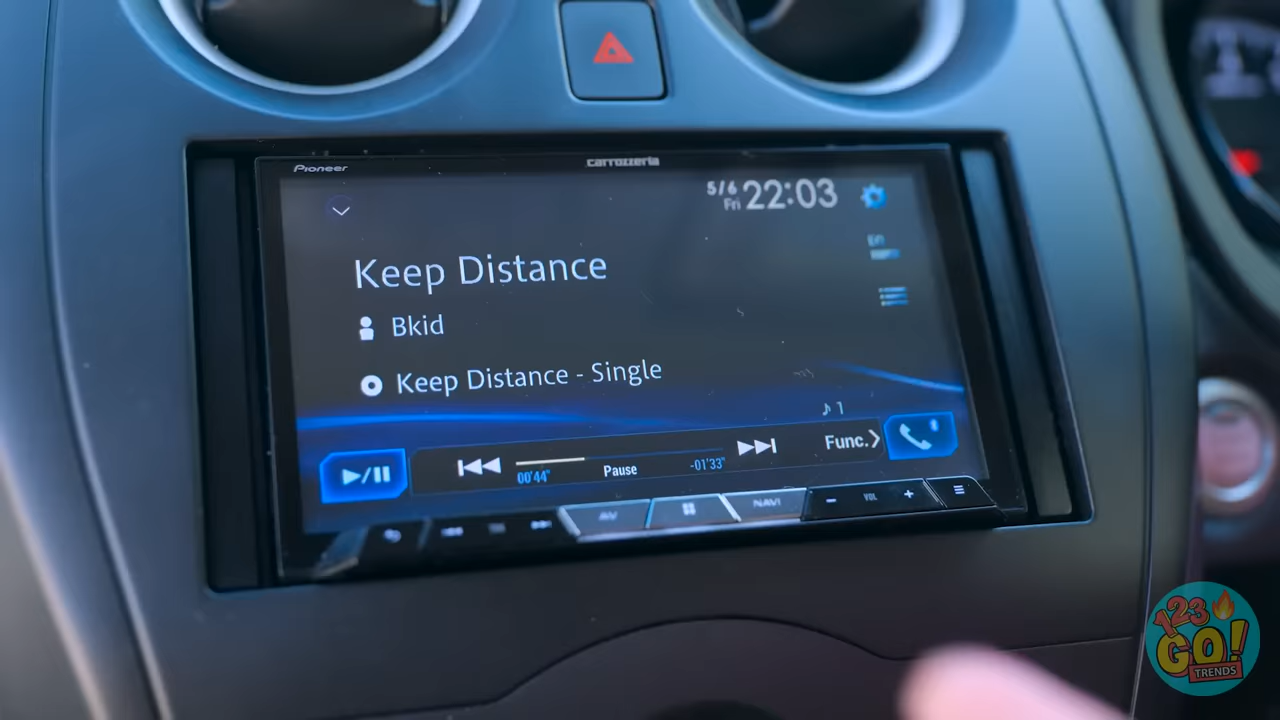 Pioneer
carrozzeria
5/6
Fri
22:03
Keep Distance
Bkid
Keep Distance - Single
♪ 1
00'44"
Pause
-01'33"
Func.
AV
NAVI
- VOL +
123
GO!
TRENDS